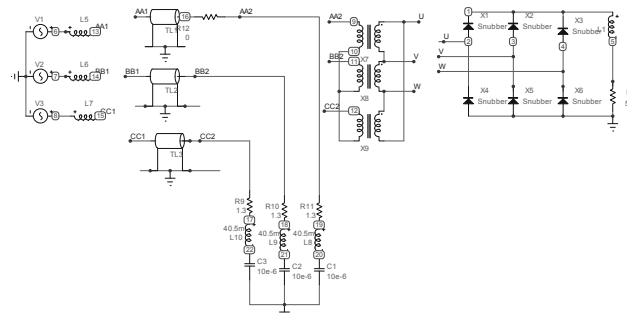 V1
6
L5
13
AA1
V2
7
L6
14
BB1
V3
8
L7
15
CC1
AA1
16
AA2
R12
0
TL1
BB1
BB2
TL2
CC1
CC2
TL3
AA2
9
U
10
X7
BB2
11
V
X8
W
CC2
12
X9
1
X1
Snubber
X2
Snubber
X3
Snubber
L1
U
2
3
4
5
V
W
X4
Snubber
X5
Snubber
X6
Snubber
R9
1.3
R10
1.3
R11
1.3
17
18
19
40.5m
L10
40.5m
L9
40.5m
L8
22
21
20
C3
10e-6
C2
10e-6
C1
10e-6